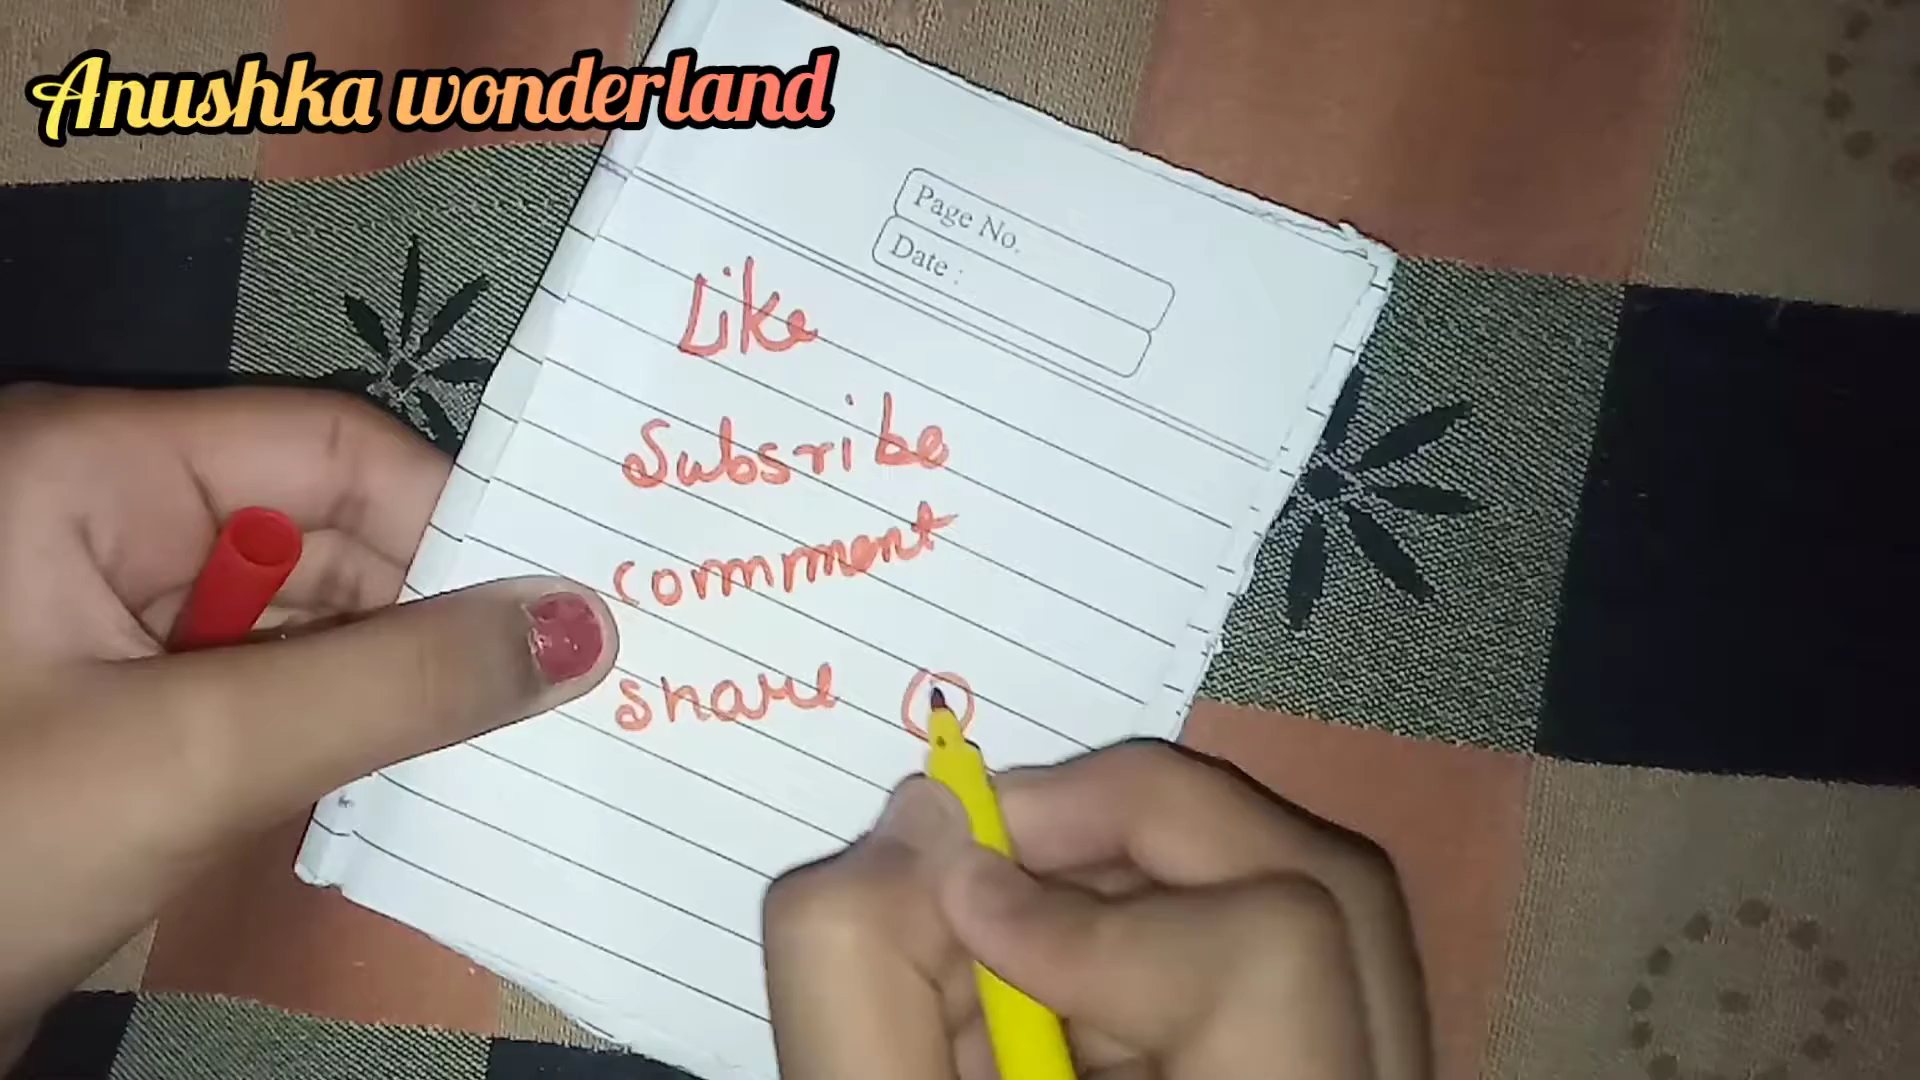 Anushka wonderland
Page No.
Date :
Like
Subsribe
comment
share